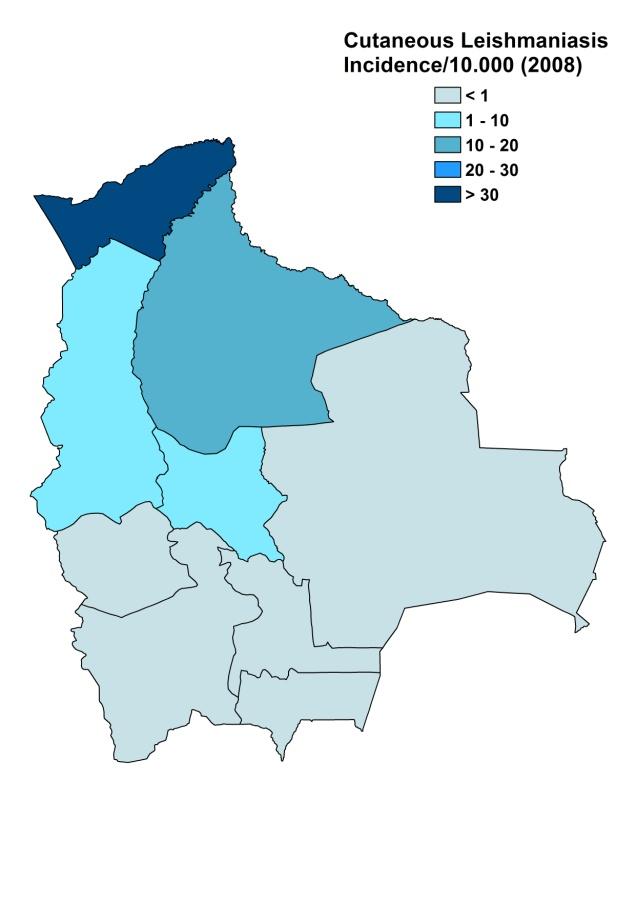 Cutaneous Leishmaniasis
Incidence/10.000 (2008)
< 1
1 - 10
10 - 20
20 - 30
> 30